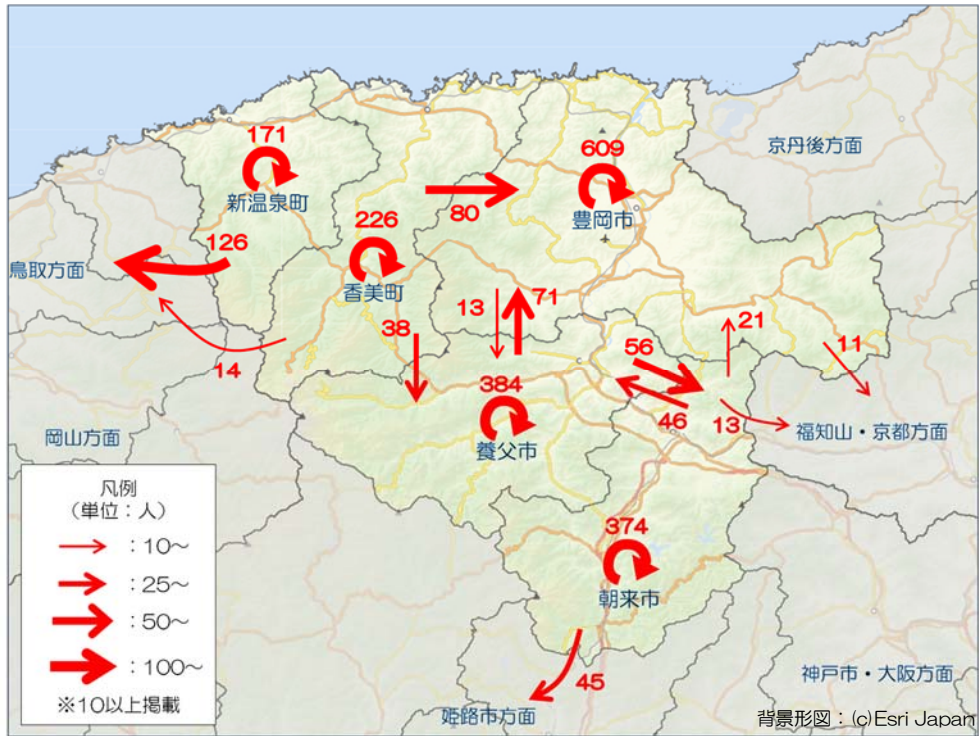 京丹後方面
171
609
新温泉町
226
80
豊岡市
126
鳥取方面
香美町
13
71
38
21
56
11
14
384
46
13
岡山方面
養父市
福知山・京都方面
凡例
(単位：人)
：10～
374
：25～
朝来市
：50～
：100～
神戸市・大阪方面
45
※10以上掲載
姫路市方面
背景形図：(c)Esri Japan